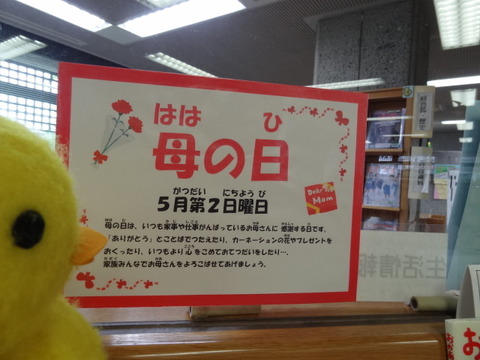 はは ひ
母の日
がつだい にちようび
5月第2日曜日
Dear
Mom
母の日は、いつも家事や仕事がんばっているお母さんに 感謝する日です。
「ありがとう」とことばでつたえたり、カーネーションの花やプレゼントを
おくったり、いつもより心をこめておてつだいをしたり…。
家族みんなでお母さんをよろこばせてあげましょう。
生活情報